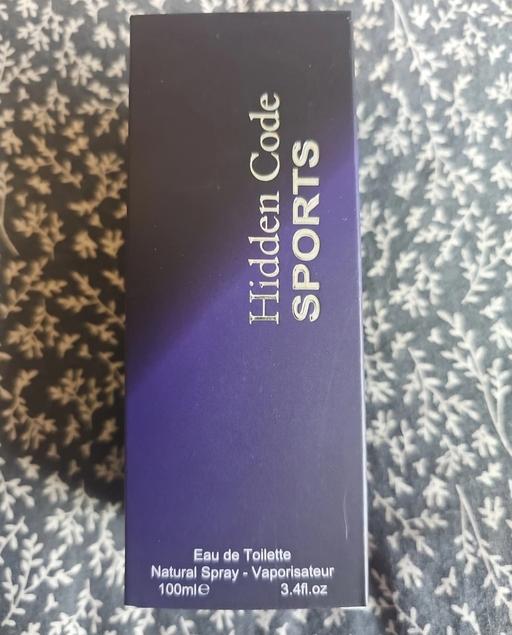 Hidden Code
SPORTS
Eau de Toilette
Natural Spray - Vaporisateur
100ml℮ 3.4fl.oz